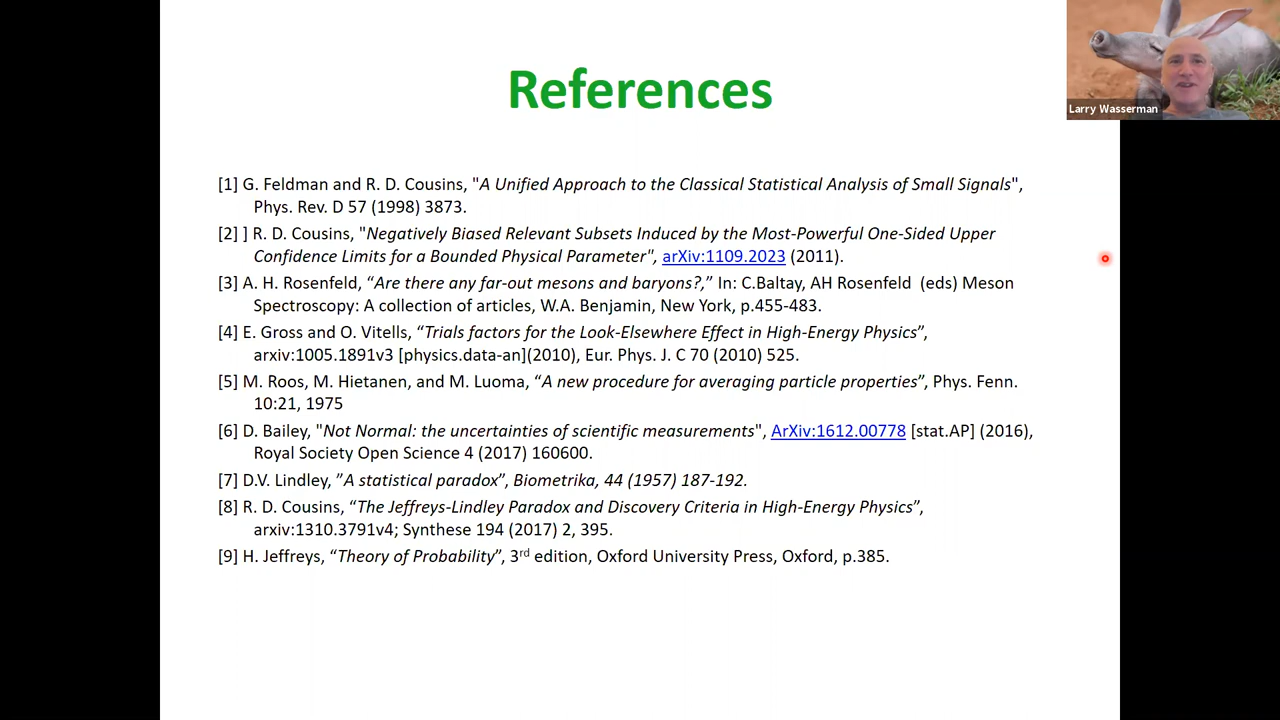 References
Larry Wasserman
[1] G. Feldman and R. D. Cousins, "A Unified Approach to the Classical Statistical Analysis of Small Signals",
Phys. Rev. D 57 (1998) 3873.
[2] ] R. D. Cousins, "Negatively Biased Relevant Subsets Induced by the Most-Powerful One-Sided Upper
Confidence Limits for a Bounded Physical Parameter", arXiv:1109.2023 (2011).
[3] A. H. Rosenfeld, “Are there any far-out mesons and baryons?,” In: C.Baltay, AH Rosenfeld (eds) Meson
Spectroscopy: A collection of articles, W.A. Benjamin, New York, p.455-483.
[4] E. Gross and O. Vitells, “Trials factors for the Look-Elsewhere Effect in High-Energy Physics”,
arxiv:1005.1891v3 [physics.data-an](2010), Eur. Phys. J. C 70 (2010) 525.
[5] M. Roos, M. Hietanen, and M. Luoma, “A new procedure for averaging particle properties”, Phys. Fenn.
10:21, 1975
[6] D. Bailey, "Not Normal: the uncertainties of scientific measurements", ArXiv:1612.00778 [stat.AP] (2016),
Royal Society Open Science 4 (2017) 160600.
[7] D.V. Lindley, ”A statistical paradox”, Biometrika, 44 (1957) 187-192.
[8] R. D. Cousins, “The Jeffreys-Lindley Paradox and Discovery Criteria in High-Energy Physics”,
arxiv:1310.3791v4; Synthese 194 (2017) 2, 395.
[9] H. Jeffreys, “Theory of Probability”, 3rd edition, Oxford University Press, Oxford, p.385.